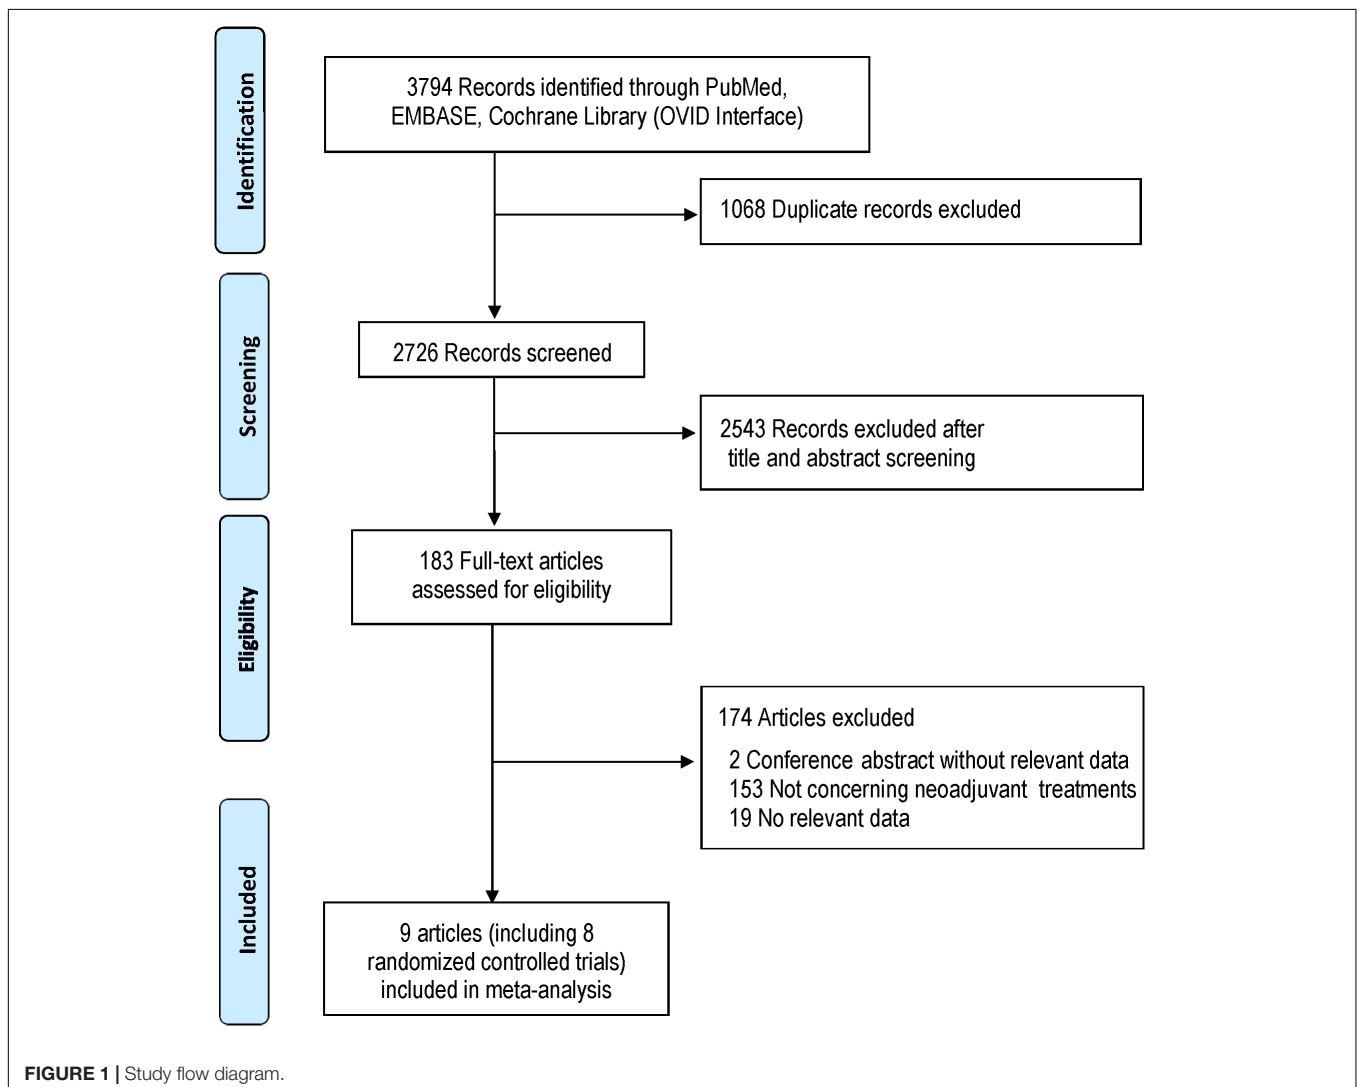 Identification
3794 Records identified through PubMed,
EMBASE, Cochrane Library (OVID Interface)
1068 Duplicate records excluded
Screening
2726 Records screened
2543 Records excluded after
title and abstract screening
Eligibility
183 Full-text articles
assessed for eligibility
174 Articles excluded
2 Conference abstract without relevant data
153 Not concerning neoadjuvant treatments
19 No relevant data
Included
9 articles (including 8
randomized controlled trials)
included in meta-analysis
FIGURE 1 | Study flow diagram.